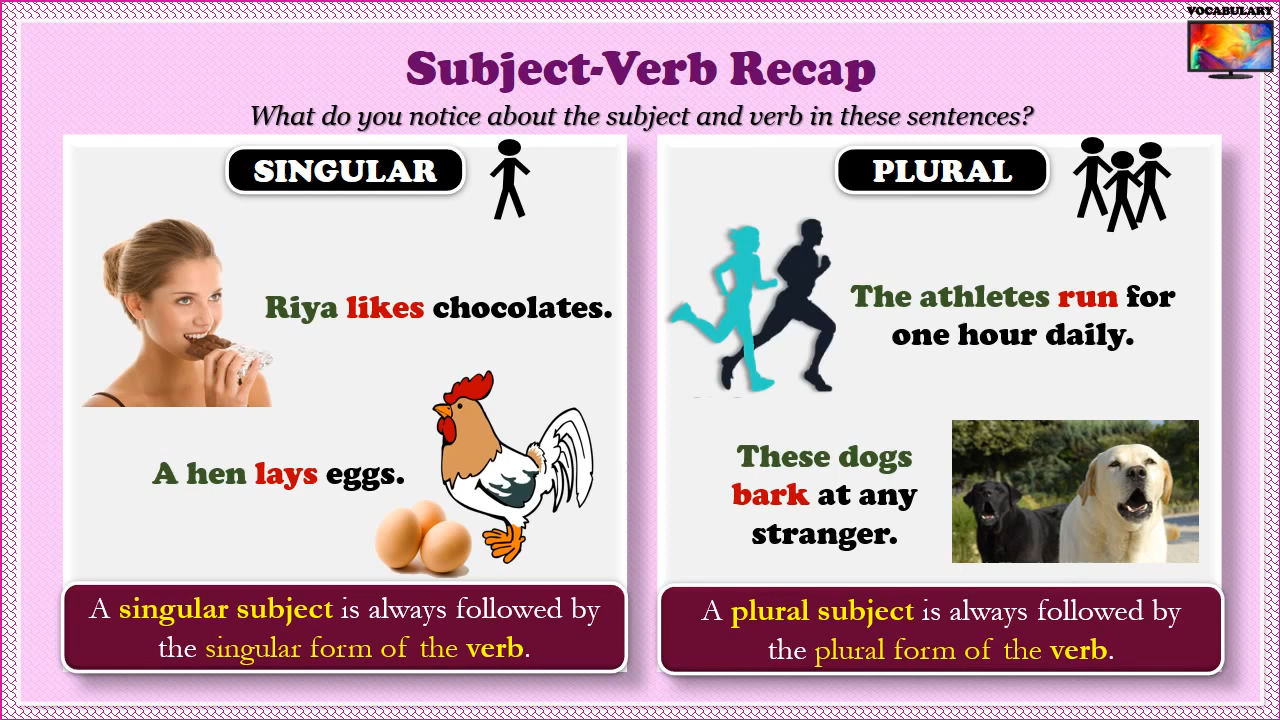 VOCABULARY
Subject-Verb Recap
What do you notice about the subject and verb in these sentences?
SINGULAR
Riya likes chocolates.
A hen lays eggs.
A singular subject is always followed by
the singular form of the verb.
PLURAL
The athletes run for
one hour daily.
These dogs
bark at any
stranger.
A plural subject is always followed by
the plural form of the verb.